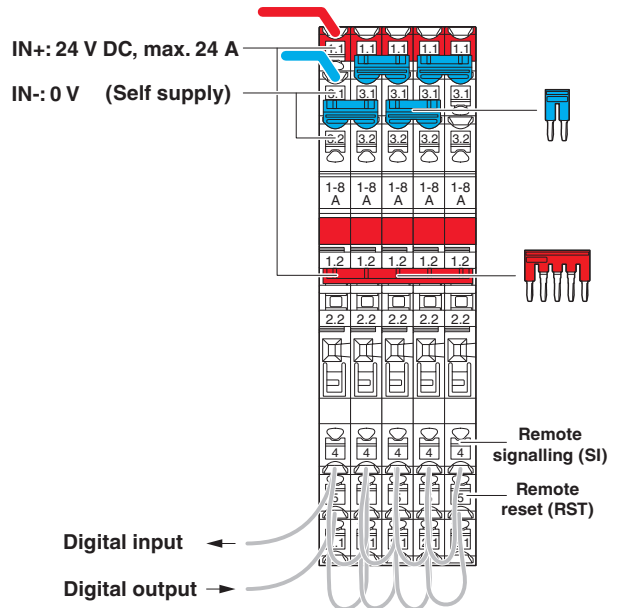 IN+: 24 V DC, max. 24 A
1.1 1.1 1.1 1.1 1.1
IN-: 0 V (Self supply)
3.1 3.1 3.1 3.1 3.1
3.2 3.2 3.2 3.2 3.2
1-8 1-8 1-8 1-8 1-8
A A A A A
1.2 1.2 1.2 1.2 1.2
2.2 2.2 2.2 2.2 2.2
4 4 4 4 4
Remote
signalling (SI)
Remote
reset (RST)
Digital input
Digital output